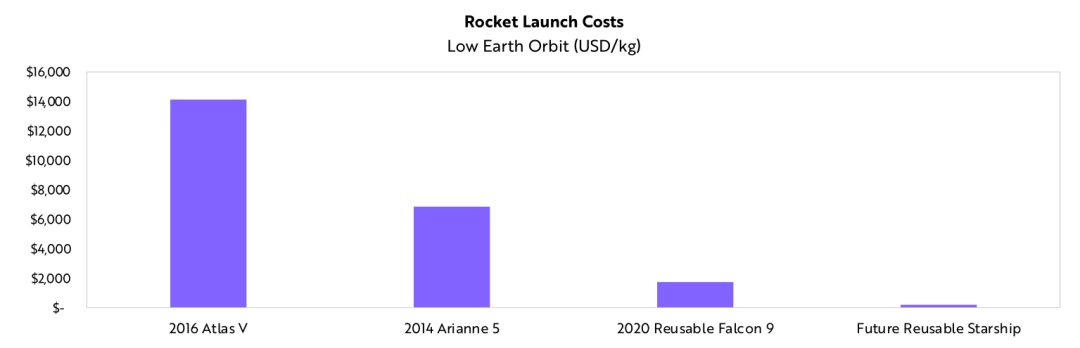 Rocket Launch Costs
Low Earth Orbit (USD/kg)
$16,000
$14,000
$12,000
$10,000
$8,000
$6,000
$4,000
$2,000
$-
2016 Atlas V
2014 Arianne 5
2020 Reusable Falcon 9
Future Reusable Starship